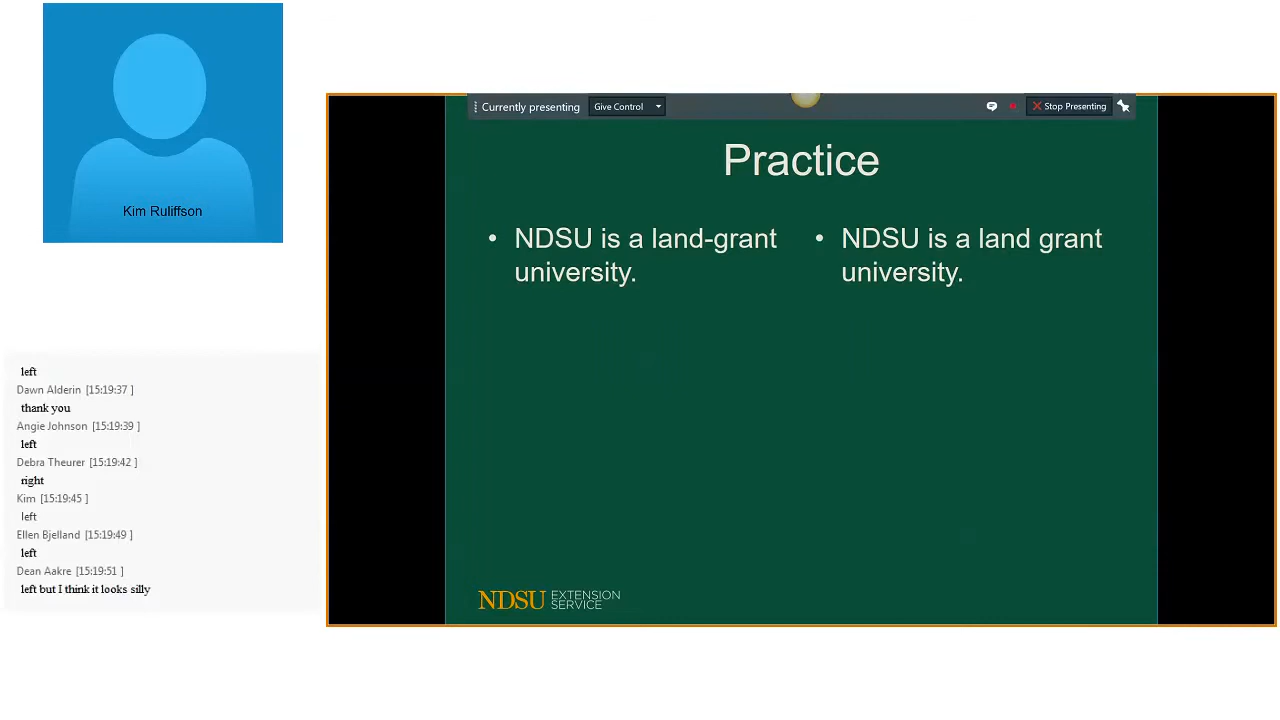 Kim Ruliffson
left
Dawn Alderin [15:19:37 ]
thank you
Angie Johnson [15:19:39 ]
left
Debra Theurer [15:19:42 ]
right
Kim [15:19:45 ]
left
Ellen Bjelland [15:19:49 ]
left
Dean Aakre [15:19:51 ]
left but I think it looks silly
Currently presenting
Give Control
Stop Presenting
Practice
• NDSU is a land-grant
university.
• NDSU is a land grant
university.
NDSU EXTENSION
SERVICE